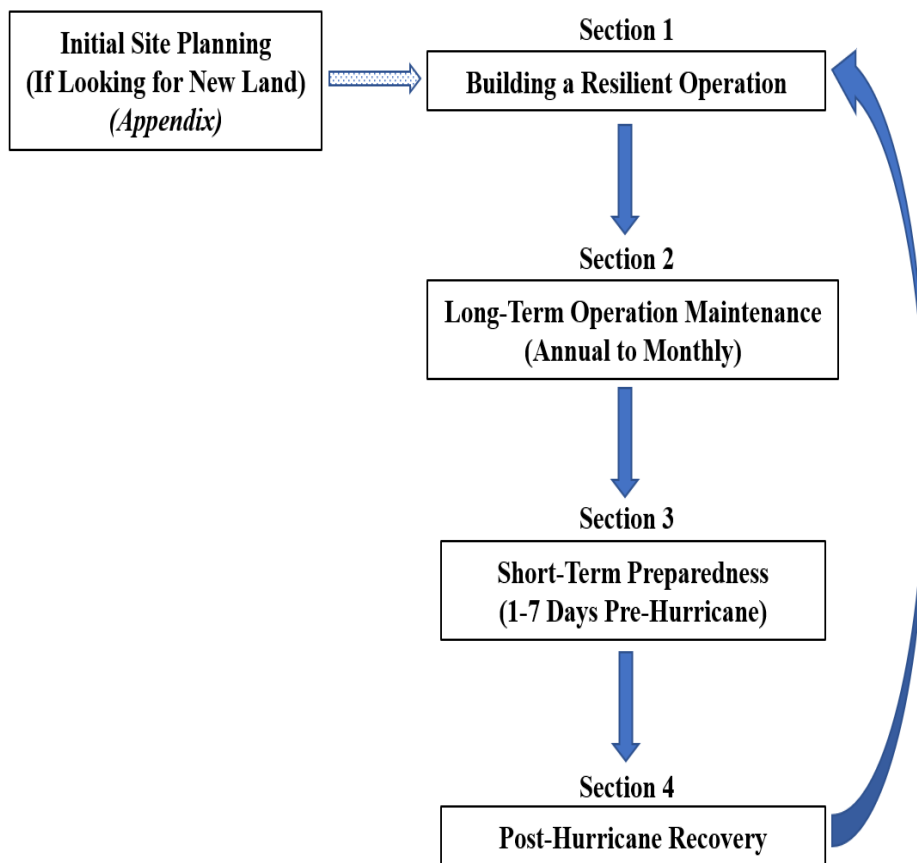 Initial Site Planning
(If Looking for New Land)
(Appendix)
Section 1
Building a Resilient Operation
Section 2
Long-Term Operation Maintenance
(Annual to Monthly)
Section 3
Short-Term Preparedness
(1-7 Days Pre-Hurricane)
Section 4
Post-Hurricane Recovery